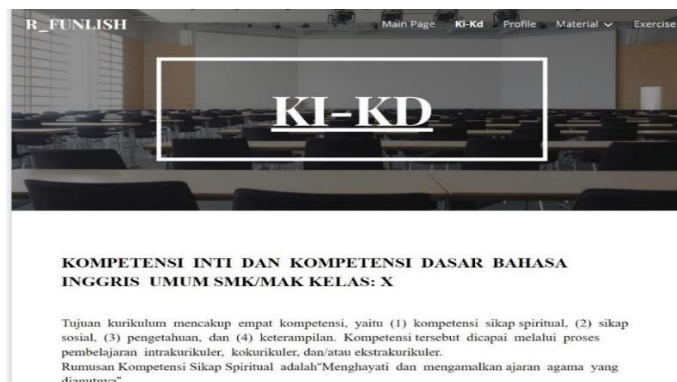 R_FUNLISH
Main Page Ki-Kd Profile Material Exercise
KI-KD
KOMPETENSI INTI DAN KOMPETENSI DASAR BAHASA
INGGRIS UMUM SMK/MAK KELAS: X
Tujuan kurikulum mencakup empat kompetensi, yaitu (1) kompetensi sikap spiritual, (2) sikap
sosial, (3) pengetahuan, dan (4) keterampilan. Kompetensi tersebut dicapai melalui proses
pembelajaran intrakurikuler, kokurikuler, dan/atau ekstrakurikuler.
Rumusan Kompetensi Sikap Spiritual adalah“Menghayati dan mengamalkan ajaran agama yang
dianutnya”